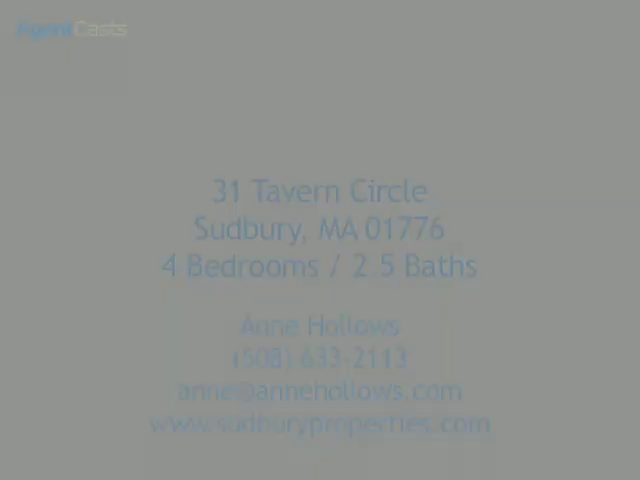 AgentCasts
31 Tavern Circle
Sudbury, MA 01776
4 Bedrooms / 2.5 Baths
Anne Hollows
(508) 633-2113
anne@annehollows.com
www.sudburyproperties.com